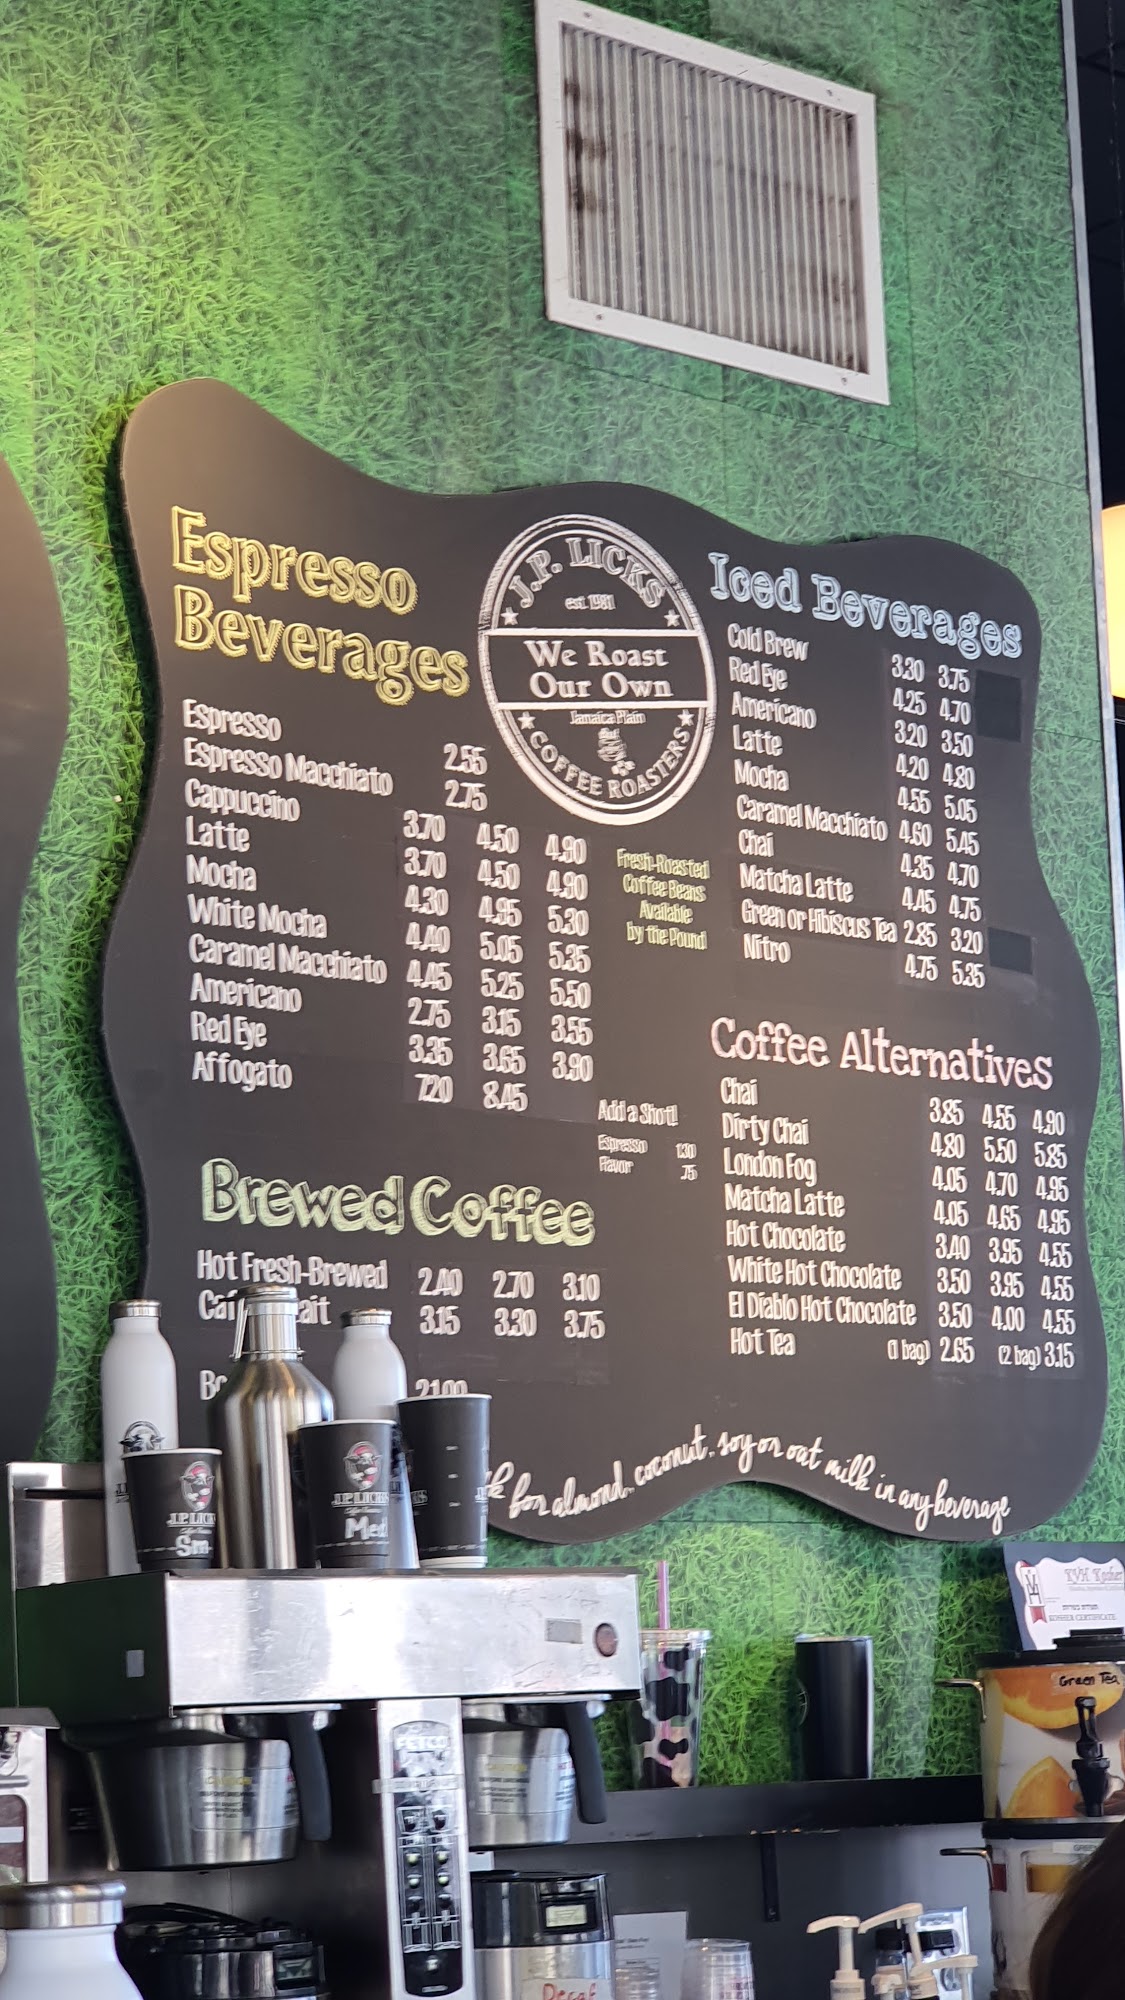 Espresso
Beverages
Espresso 2.55
Espresso Macchiato 2.75
Cappuccino 3.70 4.50 4.90
Latte 3.70 4.50 4.90
Mocha 4.30 4.95 5.30
White Mocha 4.40 5.05 5.35
Caramel Macchiato 4.45 5.25 5.50
Americano 2.75 3.15 3.55
Red Eye 3.35 3.65 3.90
Affogato 7.20 8.45
J.P. LICKS
est. 1981
We Roast
Our Own
Jamaica Plain
COFFEE ROASTERS
Fresh-Roasted
Coffee Beans
Available
by the Pound
Add a Shot!
Espresso 1.30
Flavor .75
Brewed Coffee
Hot Fresh-Brewed 2.40 2.70 3.10
3.15 3.30 3.75
21.00
Iced Beverages
Cold Brew 3.30 3.75
Red Eye 4.25 4.70
Americano 3.20 3.50
Latte 4.20 4.80
Mocha 4.55 5.05
Caramel Macchiato 4.60 5.45
Chai 4.35 4.70
Matcha Latte 4.45 4.75
Green or Hibiscus Tea 2.85 3.20
Nitro 4.75 5.35
Coffee Alternatives
Chai 3.85 4.55 4.90
Dirty Chai 4.80 5.50 5.85
London Fog 4.05 4.70 4.95
Matcha Latte 4.05 4.65 4.95
Hot Chocolate 3.40 3.95 4.55
White Hot Chocolate 3.50 3.95 4.55
El Diablo Hot Chocolate 3.50 4.00 4.55
Hot Tea (1 bag) 2.65 (2 bag) 3.15
for almond, coconut, soy or oat milk in any beverage
J.P. LICKS
Sm
J.P. LICKS
Med
KVH Kosher
KOSHER CERTIFICATE
Green Tea
FETCO
CAUTION
Decaf